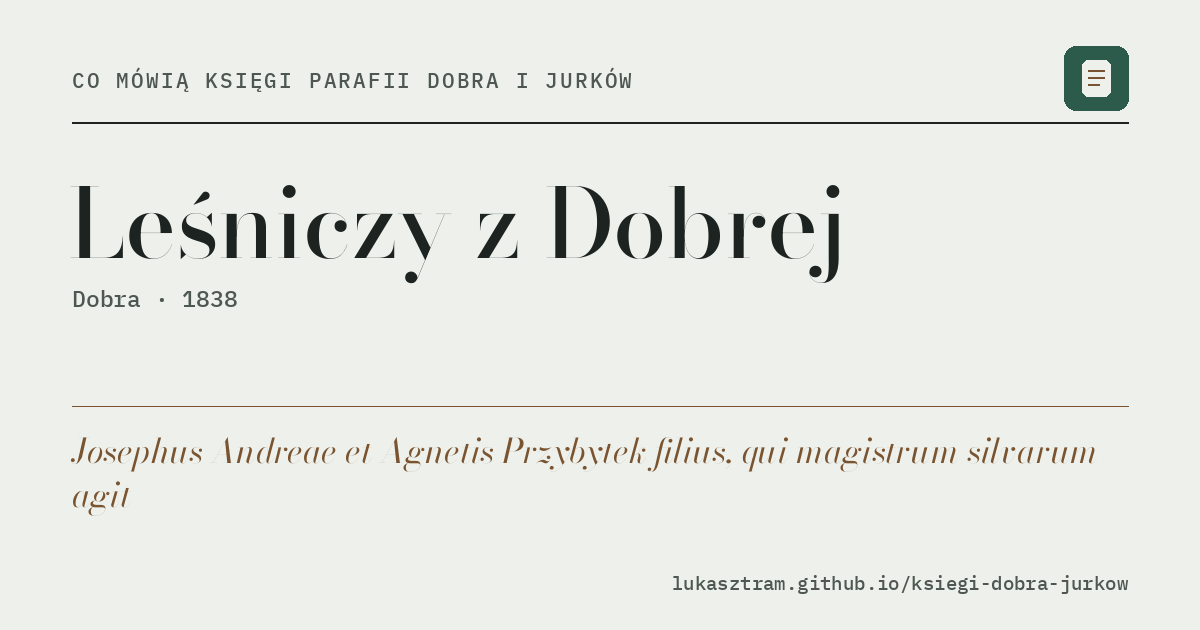 CO MÓWIĄ KSIĘGI PARAFII DOBRA I JURKÓW
Leśniczy z Dobrej
Dobra · 1838
Josephus Andreae et Agnetis Przybytek filius, qui magistrum silvarum
agit
lukasztram.github.io/ksiegi-dobra-jurkow